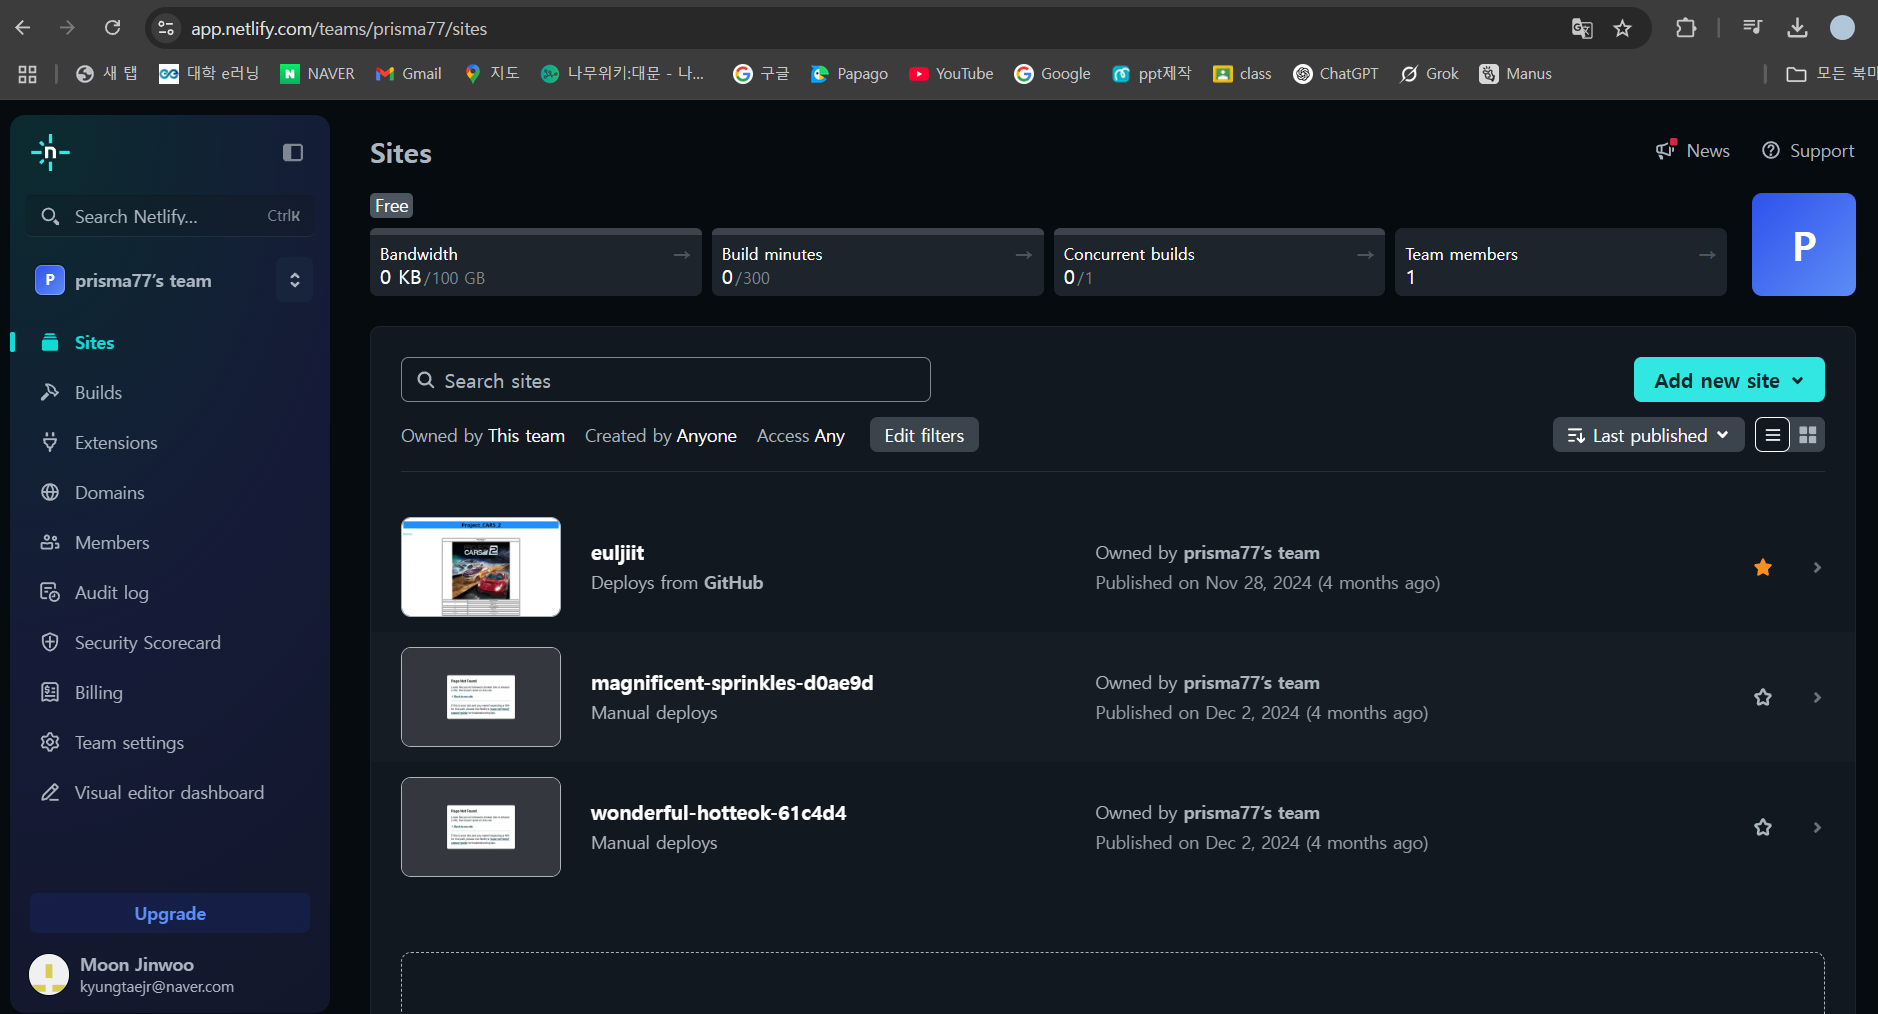 app.netlify.com/teams/prisma77/sites
새 탭
대학 e러닝
NAVER
Gmail
지도
나무위키:대문 - 나...
구글
Papago
YouTube
Google
ppt제작
class
ChatGPT
Grok
Manus
모든 북마
Search Netlify...
CtrlK
prisma77's team
Sites
Builds
Extensions
Domains
Members
Audit log
Security Scorecard
Billing
Team settings
Visual editor dashboard
Upgrade
Moon Jinwoo
kyungtaejr@naver.com
Sites
News
Support
Free
Bandwidth
0 KB/100 GB
Build minutes
0/300
Concurrent builds
0/1
Team members
1
P
Search sites
Add new site
Owned by This team
Created by Anyone
Access Any
Edit filters
Last published
Project_CARS_2
euljiit
Deploys from GitHub
Owned by prisma77's team
Published on Nov 28, 2024 (4 months ago)
Page Not Found
magnificent-sprinkles-d0ae9d
Manual deploys
Owned by prisma77's team
Published on Dec 2, 2024 (4 months ago)
Page Not Found
wonderful-hotteok-61c4d4
Manual deploys
Owned by prisma77's team
Published on Dec 2, 2024 (4 months ago)